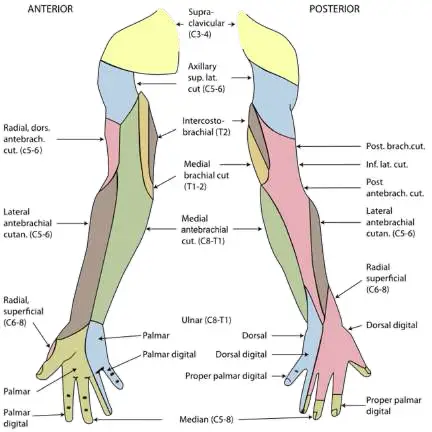 ANTERIOR
POSTERIOR
Supra-
clavicular
(C3-4)
Axillary
sup. lat.
cut (C5-6)
Intercosto-
brachial (T2)
Medial
brachial cut
(T1-2)
Medial
antebrachial
cut. (C8-T1)
Ulnar (C8-T1)
Radial, dors.
antebrach.
cut. (c5-6)
Lateral
antebrachial
cutan. (C5-6)
Radial,
superficial
(C6-8)
Palmar
Palmar
digital
Palmar
Palmar digital
Median (C5-8)
Dorsal
Dorsal digital
Proper palmar digital
Post. brach.cut.
Inf. lat. cut.
Post
antebrach. cut.
Lateral
antebrachial
cutan. (C5-6)
Radial
superficial
(C6-8)
Dorsal digital
Proper palmar
digital